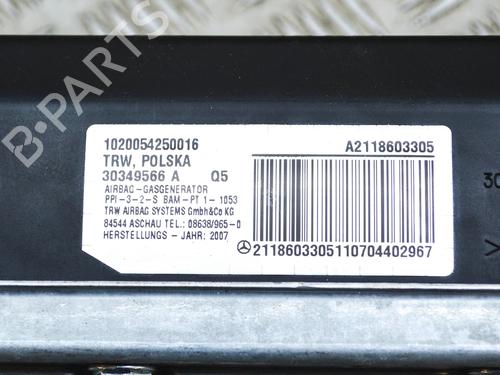 1020054250016
A2118603305
TRW, POLSKA
30349566 A Q5
AIRBAG-GASGENERATOR
PPI-3-2-S BAM-PT 1-1053
TRW AIRBAG SYSTEMS GmbH&Co KG
84544 ASCHAU TEL.: 08638/965-0
HERSTELLUNGS - JAHR: 2007
2118603305110704402967
30